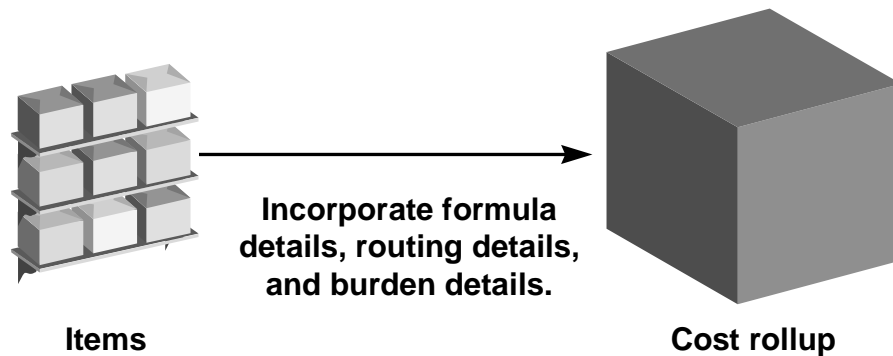 Incorporate formula
details, routing details,
and burden details.
Items
Cost rollup